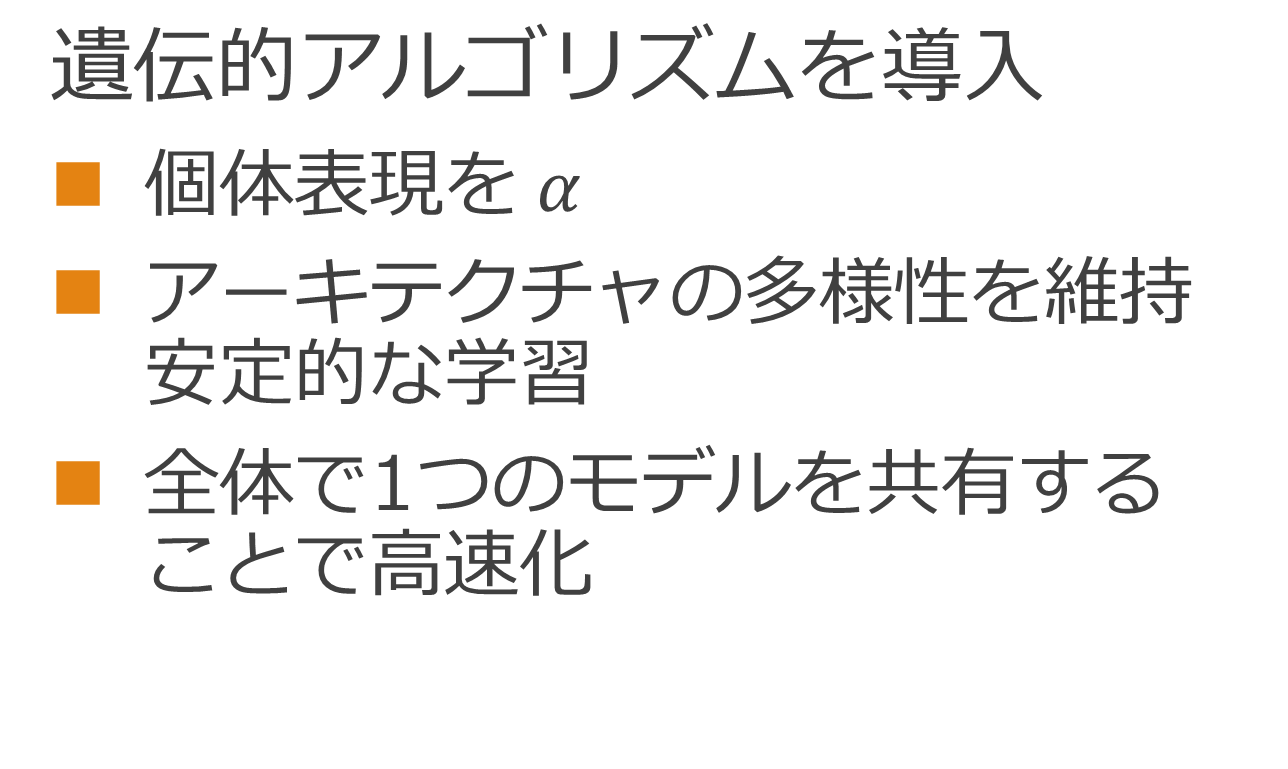 遺伝的アルゴリズムを導入
個体表現を α
アーキテクチャの多様性を維持
安定的な学習
全体で1つのモデルを共有する
ことで高速化